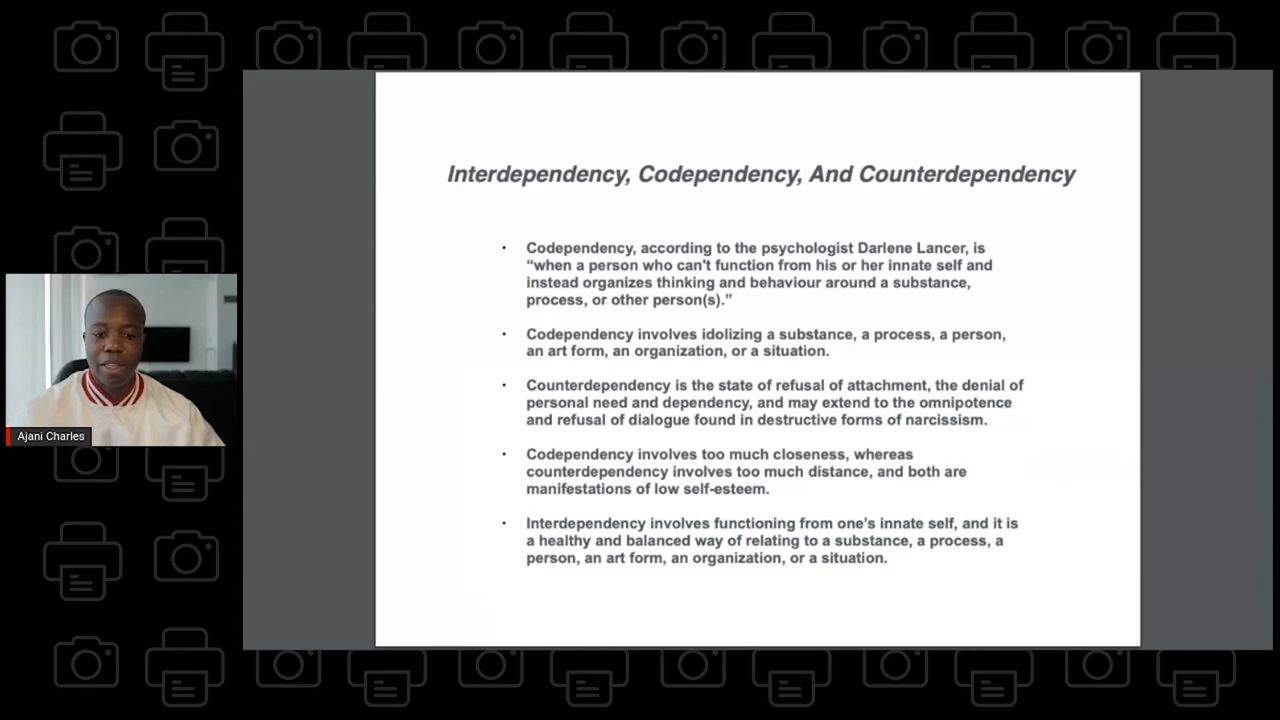 Interdependency, Codependency, And Counterdependency
· Codependency, according to the psychologist Darlene Lancer, is
“when a person who can't function from his or her innate self and
instead organizes thinking and behaviour around a substance,
process, or other person(s).”
· Codependency involves idolizing a substance, a process, a person,
an art form, an organization, or a situation.
· Counterdependency is the state of refusal of attachment, the denial of
personal need and dependency, and may extend to the omnipotence
and refusal of dialogue found in destructive forms of narcissism.
· Codependency involves too much closeness, whereas
counterdependency involves too much distance, and both are
manifestations of low self-esteem.
· Interdependency involves functioning from one’s innate self, and it is
a healthy and balanced way of relating to a substance, a process, a
person, an art form, an organization, or a situation.
Ajani Charles